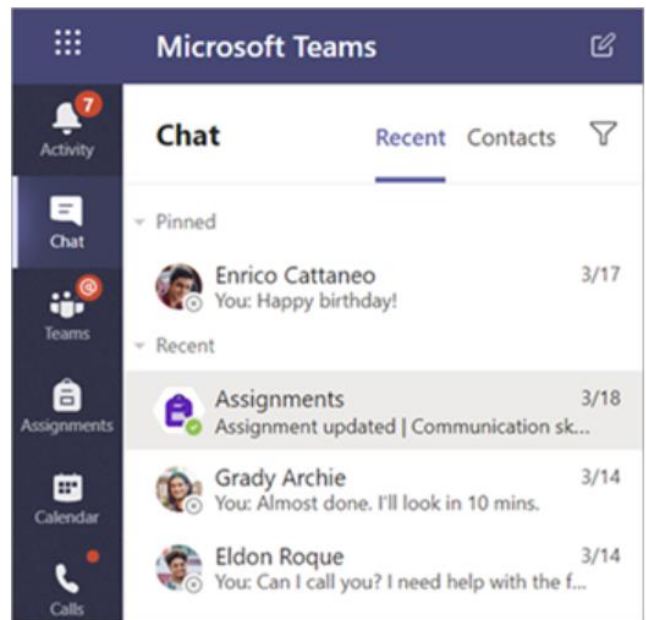 Microsoft Teams
7
Activity
Chat
Teams
Assignments
Calendar
Calls
Chat Recent Contacts
Pinned
Enrico Cattaneo 3/17
You: Happy birthday!
Recent
Assignments 3/18
Assignment updated | Communication sk...
Grady Archie 3/14
You: Almost done. I'll look in 10 mins.
Eldon Roque 3/14
You: Can I call you? I need help with the f...